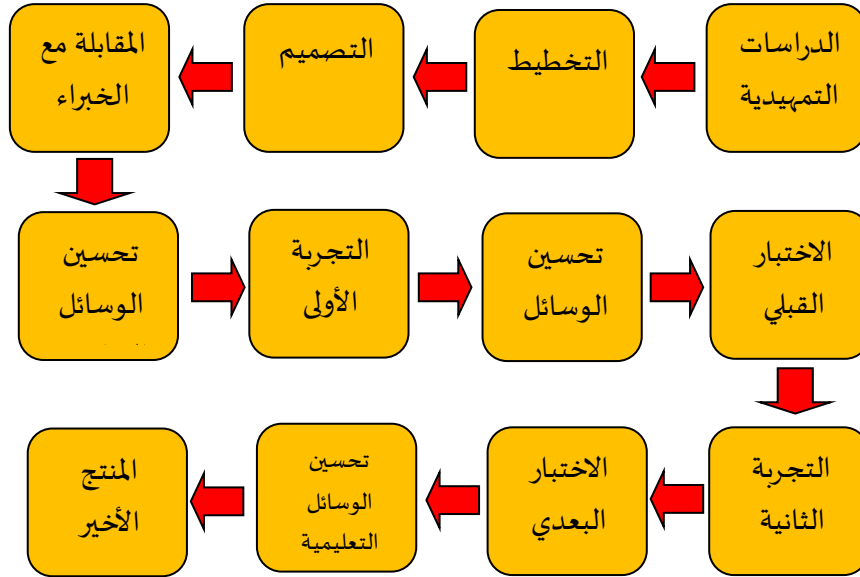 الدراسات
التمهيدية
التخطيط
التصميم
المقابلة مع
الخبراء
تحسين
الوسائل
التجربة
الأولى
تحسين
الوسائل
الاختبار
القبلي
التجربة
الثانية
الاختبار
البعدي
تحسين
الوسائل
التعليمية
المنتج
الأخير